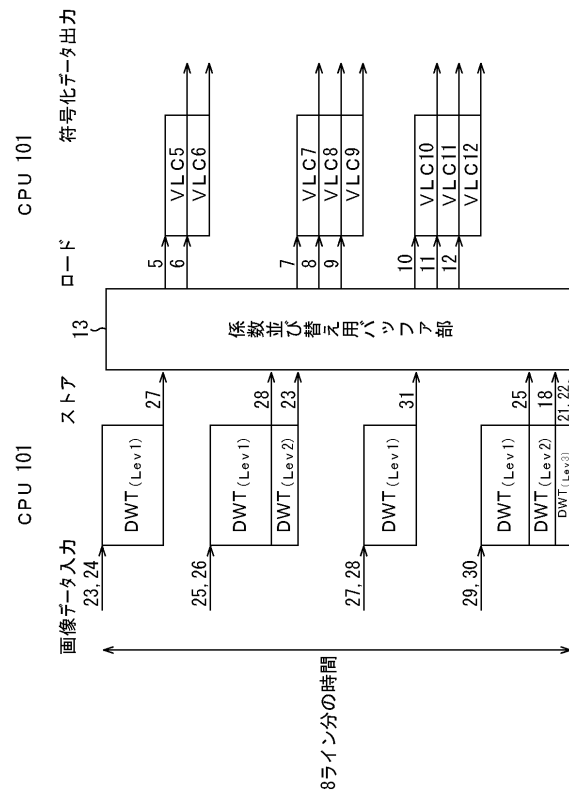 CPU 101
CPU 101
画像データ入力
ストア
ロード
符号化データ出力
13
係数並び替え用バッファ部
8ライン分の時間
23, 24
DWT(Lev1)
27
5
VLC5
6
VLC6
25, 26
DWT(Lev1)
28
DWT(Lev2)
23
7
VLC7
8
VLC8
9
VLC9
27, 28
DWT(Lev1)
31
10
VLC10
11
VLC11
12
VLC12
29, 30
DWT(Lev1)
25
DWT(Lev2)
18
DWT(Lev3)
21, 22,